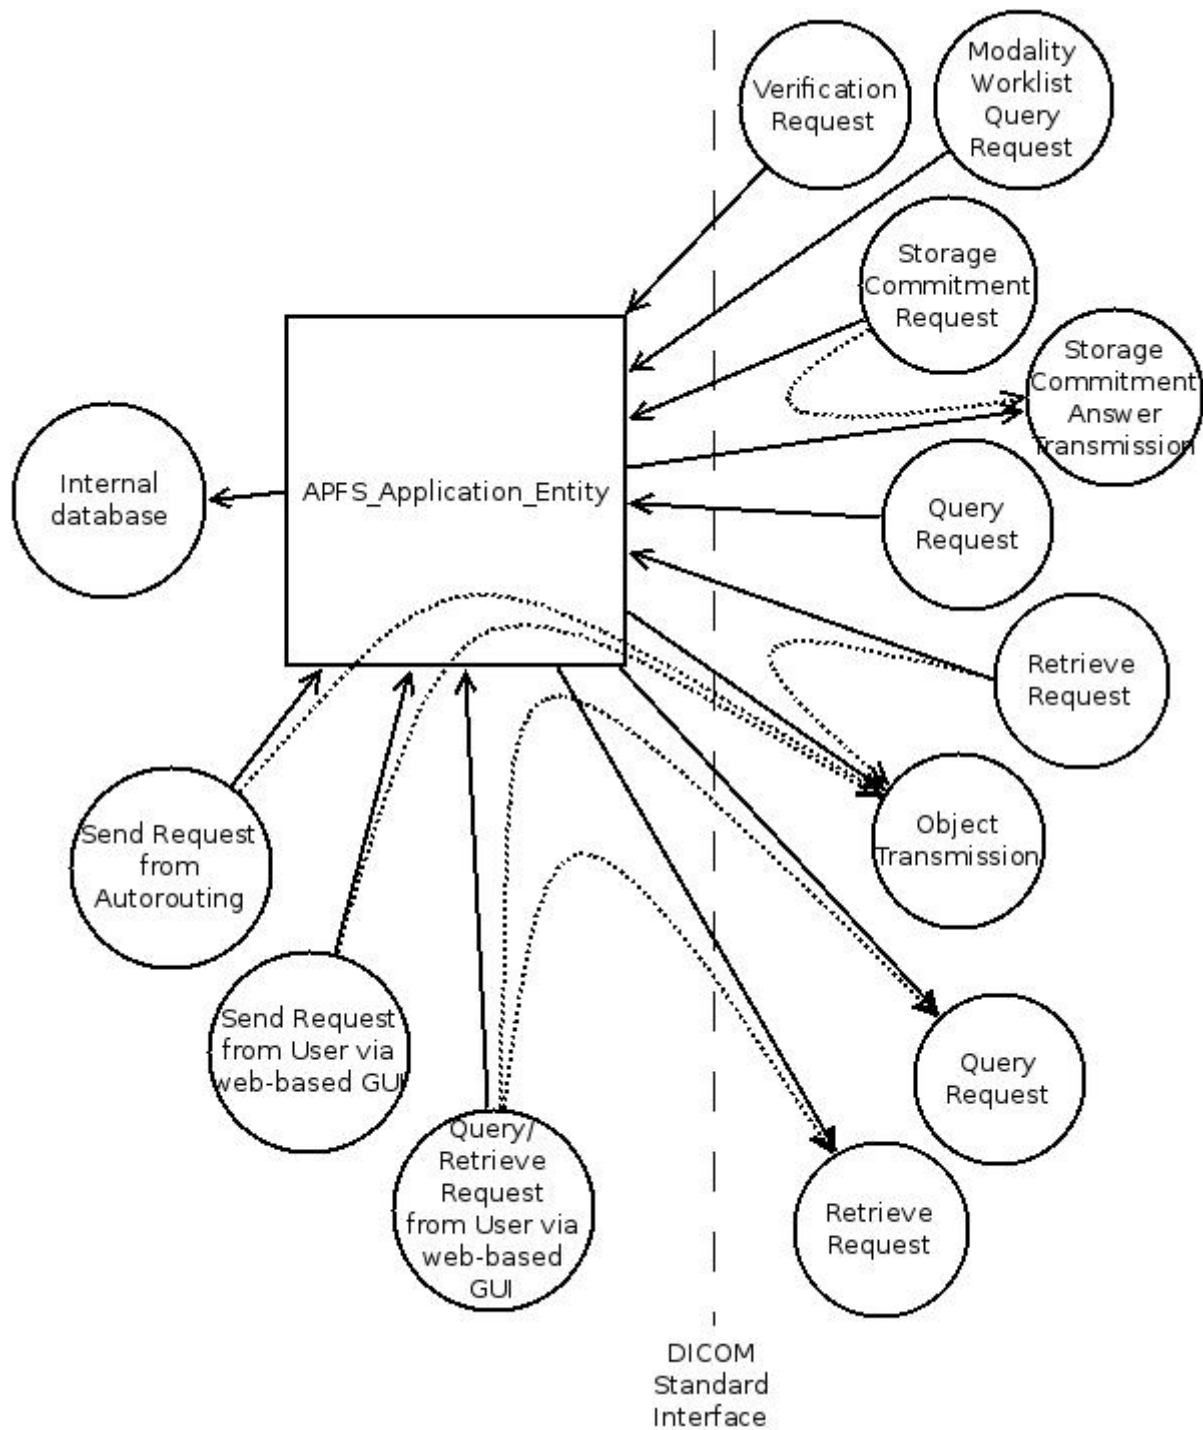 Verification
Request
Modality
Worklist
Query
Request
Storage
Commitment
Request
Storage
Commitment
Answer
Transmission
Internal
database
APFS_Application_Entity
Query
Request
Retrieve
Request
Send Request
from
Autorouting
Object
Transmission
Send Request
from User via
web-based GUI
Query/
Retrieve
Request
from User via
web-based
GUI
Query
Request
Retrieve
Request
DICOM
Standard
Interface